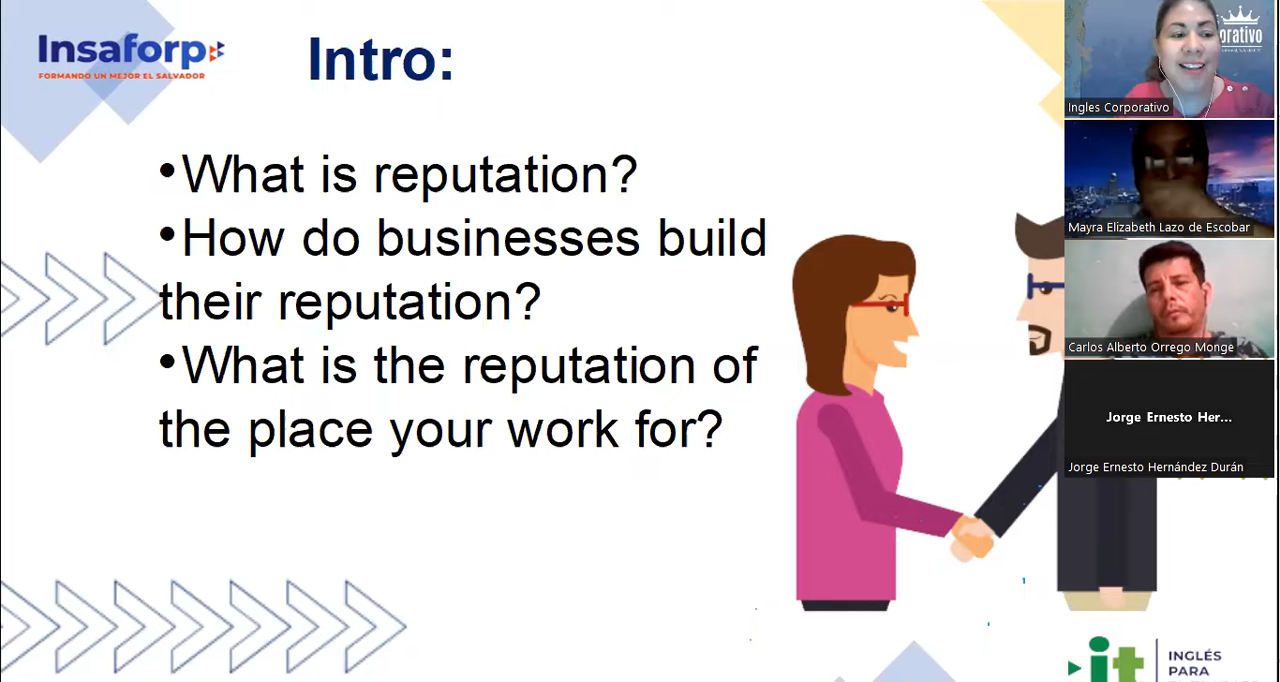 Insaforp
FORMANDO UN MEJOR EL SALVADOR
Intro:
•What is reputation?
•How do businesses build
their reputation?
•What is the reputation of
the place your work for?
orativo
Ingles Corporativo
Mayra Elizabeth Lazo de Escobar
Carlos Alberto Orrego Monge
Jorge Ernesto Her...
Jorge Ernesto Hernández Durán
it
INGLÉS
PARA